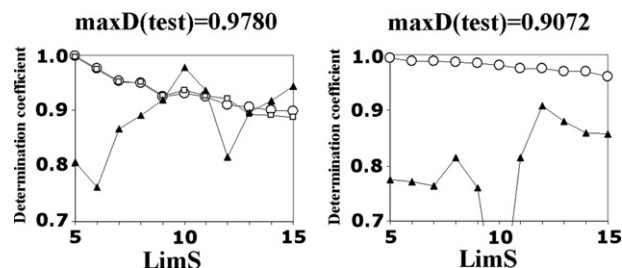 maxD(test)=0.9780
Determination coefficient
1.0
0.9
0.8
0.7
5
10
15
LimS
maxD(test)=0.9072
Determination coefficient
1.0
0.9
0.8
0.7
5
10
15
LimS